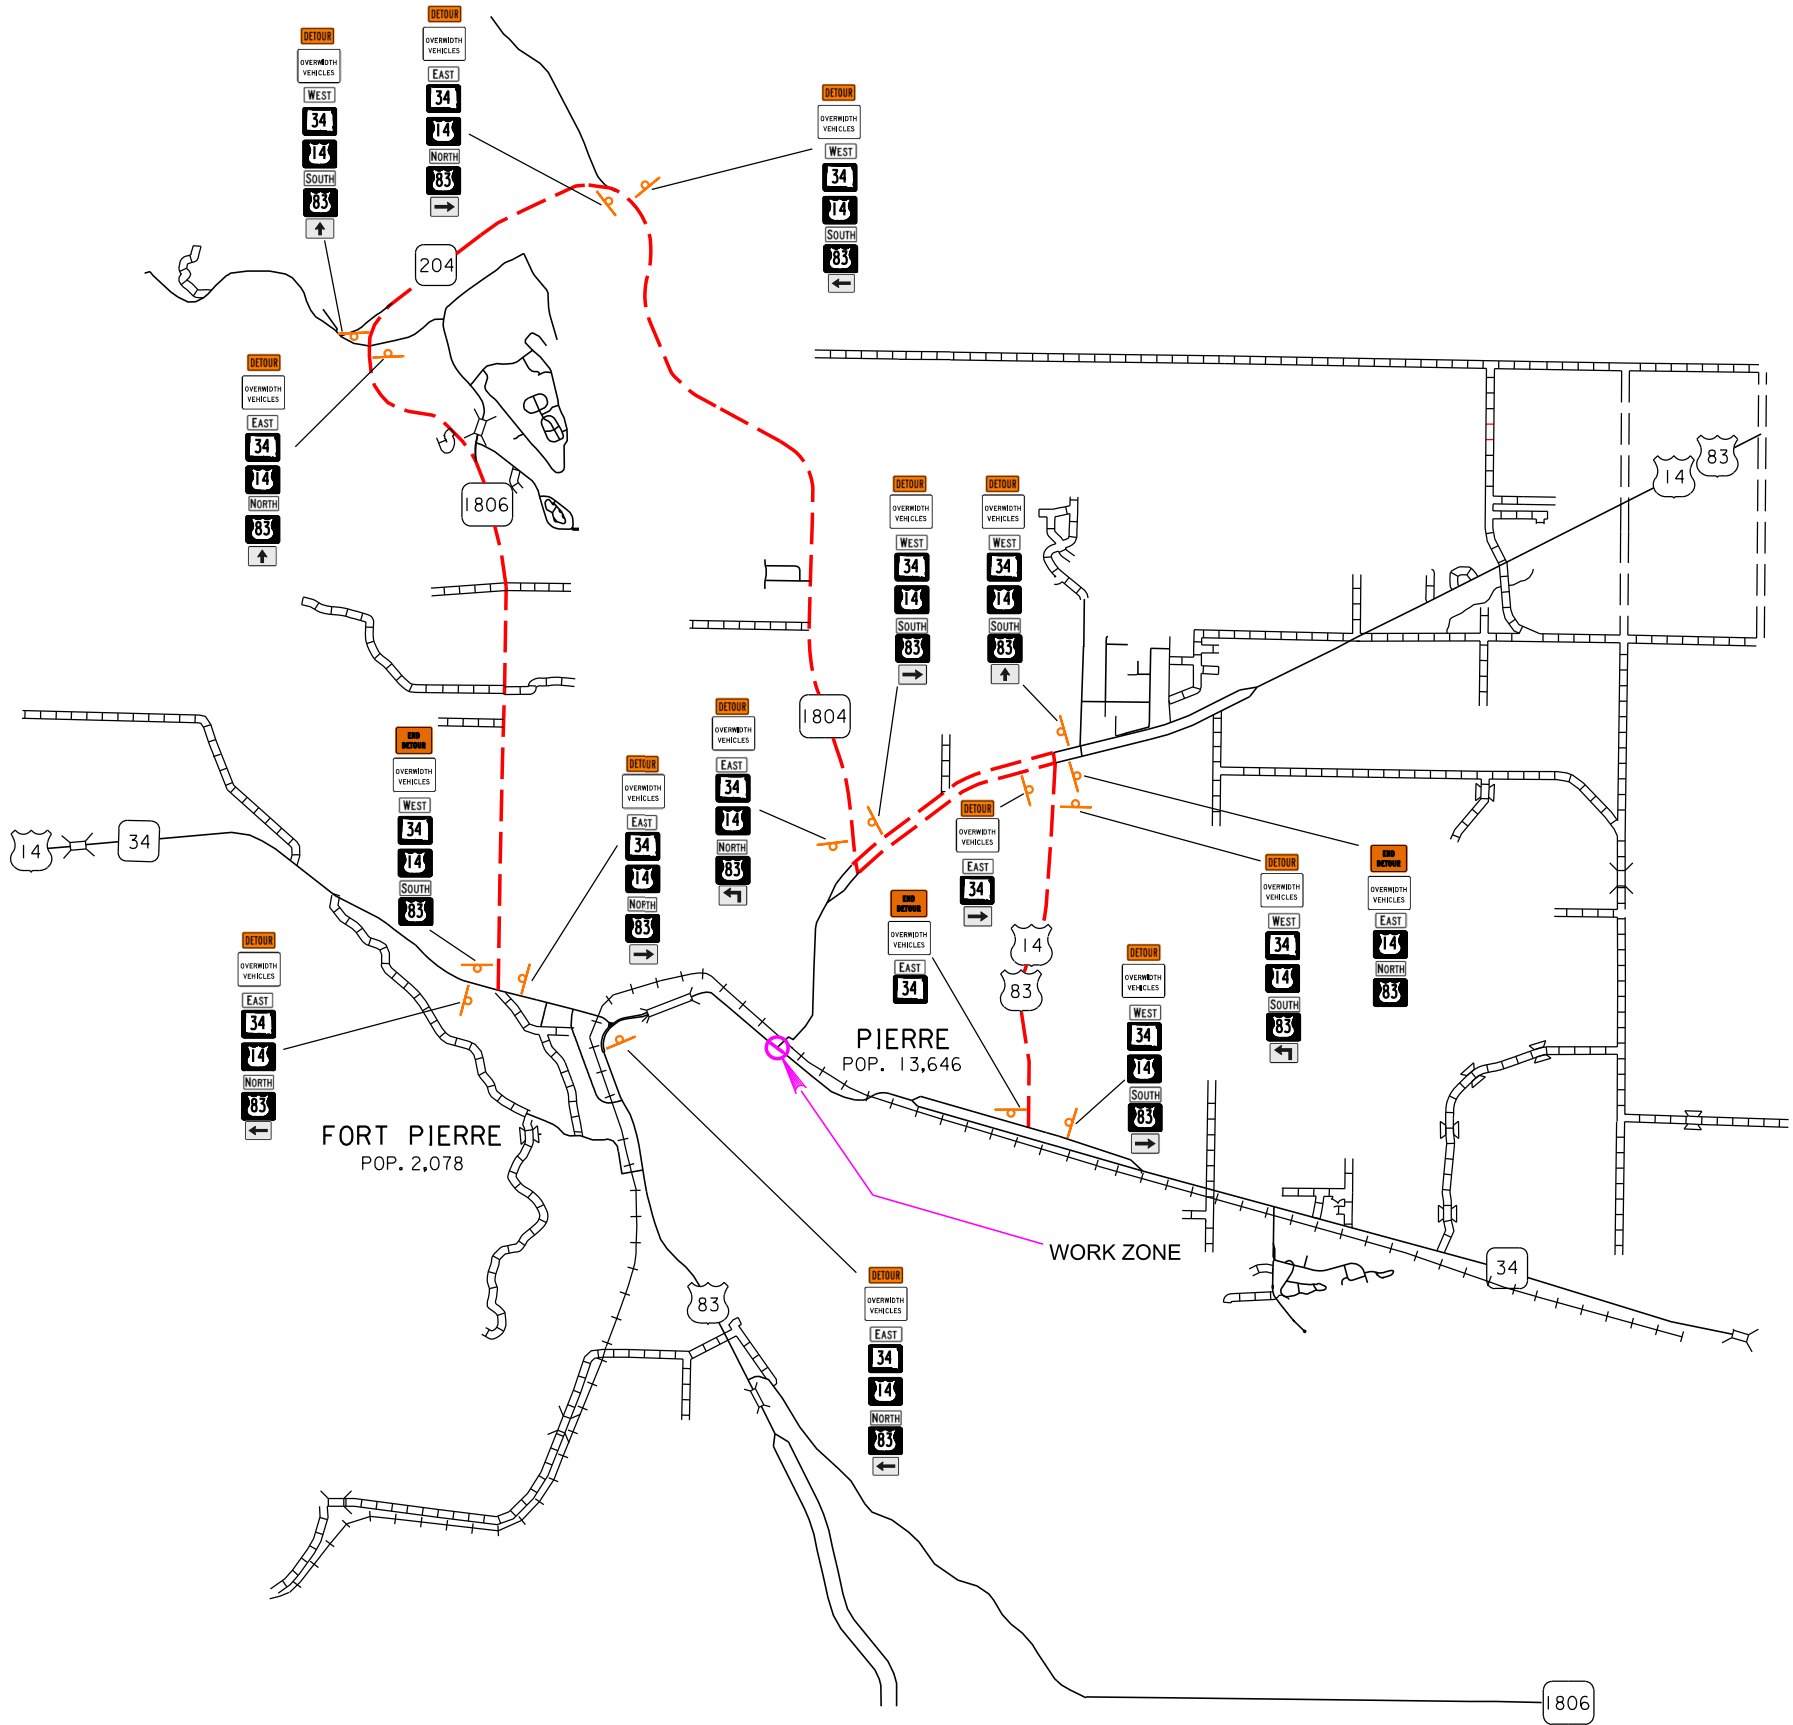 DETOUR
OVERWIDTH
VEHICLES
WEST
34
14
SOUTH
83
DETOUR
OVERWIDTH
VEHICLES
EAST
34
14
NORTH
83
DETOUR
OVERWIDTH
VEHICLES
WEST
34
14
SOUTH
83
204
DETOUR
OVERWIDTH
VEHICLES
EAST
34
14
NORTH
83
1806
14
83
DETOUR
OVERWIDTH
VEHICLES
WEST
34
14
SOUTH
83
DETOUR
OVERWIDTH
VEHICLES
WEST
34
14
SOUTH
83
1804
14
34
END
DETOUR
OVERWIDTH
VEHICLES
WEST
34
14
SOUTH
83
DETOUR
OVERWIDTH
VEHICLES
EAST
34
14
NORTH
83
DETOUR
OVERWIDTH
VEHICLES
EAST
34
14
NORTH
83
DETOUR
OVERWIDTH
VEHICLES
EAST
34
END
DETOUR
OVERWIDTH
VEHICLES
EAST
34
14
83
DETOUR
OVERWIDTH
VEHICLES
WEST
34
14
SOUTH
83
END
DETOUR
OVERWIDTH
VEHICLES
EAST
14
NORTH
83
DETOUR
OVERWIDTH
VEHICLES
EAST
34
14
NORTH
83
DETOUR
OVERWIDTH
VEHICLES
WEST
34
14
SOUTH
83
PIERRE
POP. 13,646
FORT PIERRE
POP. 2,078
WORK ZONE
34
83
DETOUR
OVERWIDTH
VEHICLES
EAST
34
14
NORTH
83
1806